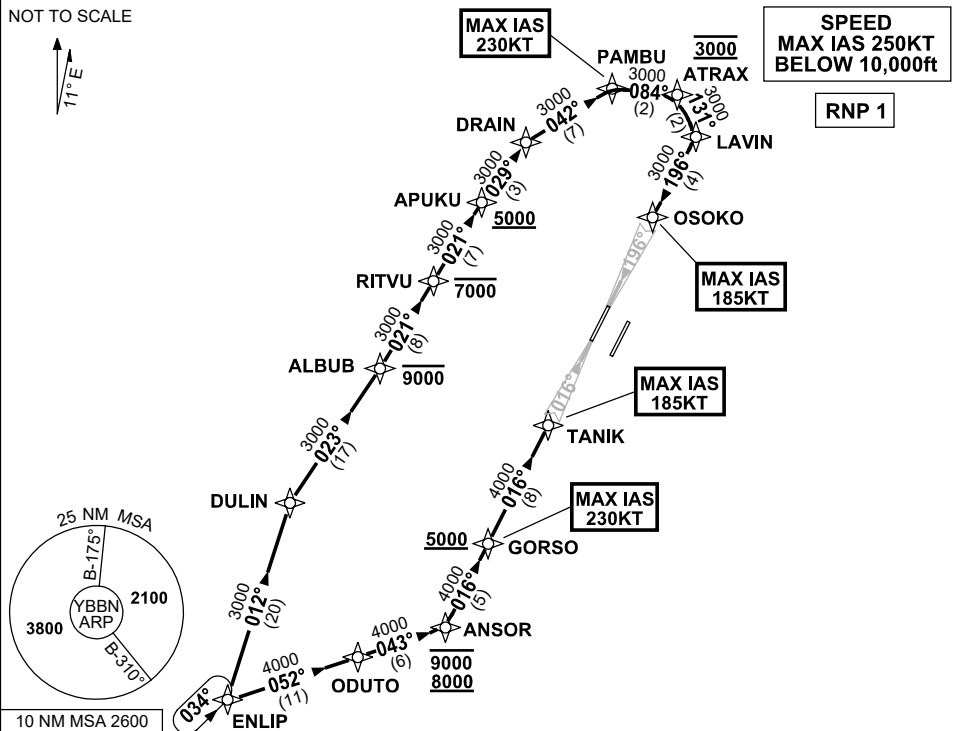 NOT TO SCALE
11° E
MAX IAS
230KT
SPEED
MAX IAS 250KT
BELOW 10,000ft
RNP 1
PAMBU
3000
ATRAX
3000
084°
(2)
3000
131°
(2)
LAVIN
DRAIN
3000
042°
(7)
3000
196°
(4)
OSOKO
MAX IAS
185KT
APUKU
5000
3000
029°
(3)
196°
RITVU
7000
3000
021°
(7)
ALBUB
9000
3000
021°
(8)
016°
MAX IAS
185KT
TANIK
3000
023°
(17)
DULIN
4000
016°
(8)
MAX IAS
230KT
5000
GORSO
3000
012°
(20)
4000
016°
(5)
ANSOR
9000
8000
4000
043°
(6)
ODUTO
4000
052°
(11)
034°
ENLIP
25 NM MSA
B-175°
YBBN
ARP
2100
3800
B-310°
10 NM MSA 2600